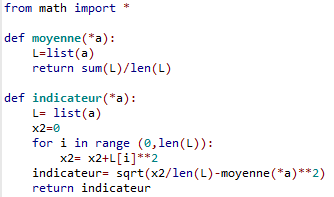 from math import *
def moyenne(*a):
    L=list(a)
    return sum(L)/len(L)
def indicateur(*a):
    L= list(a)
    x2=0
    for i in range (0,len(L)):
        x2= x2+L[i]**2
    indicateur= sqrt(x2/len(L)-moyenne(*a)**2)
    return indicateur